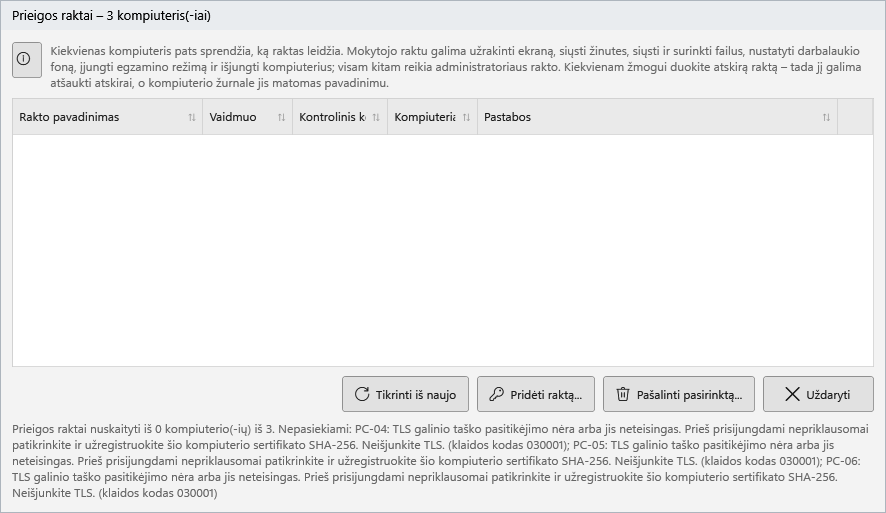 Prieigos raktai – 3 kompiuteris(-iai)
Kiekvienas kompiuteris pats sprendžia, ką raktas leidžia. Mokytojo raktu galima užrakinti ekraną, siųsti žinutes, siųsti ir surinkti failus, nustatyti darbalaukio
foną, įjungti egzamino režimą ir išjungti kompiuterius; visam kitam reikia administratoriaus rakto. Kiekvienam žmogui duokite atskirą raktą – tada jį galima
atšaukti atskirai, o kompiuterio žurnale jis matomas pavadinimu.
Rakto pavadinimas Vaidmuo Kontrolinis k Kompiuteria Pastabos
Tikrinti iš naujo Pridėti raktą... Pašalinti pasirinktą... Uždaryti
Prieigos raktai nuskaityti iš 0 kompiuterio(-ių) iš 3. Nepasiekiami: PC-04: TLS galinio taško pasitikėjimo nėra arba jis neteisingas. Prieš prisijungdami nepriklausomai
patikrinkite ir užregistruokite šio kompiuterio sertifikato SHA-256. Neišjunkite TLS. (klaidos kodas 030001); PC-05: TLS galinio taško pasitikėjimo nėra arba jis
neteisingas. Prieš prisijungdami nepriklausomai patikrinkite ir užregistruokite šio kompiuterio sertifikato SHA-256. Neišjunkite TLS. (klaidos kodas 030001); PC-06:
TLS galinio taško pasitikėjimo nėra arba jis neteisingas. Prieš prisijungdami nepriklausomai patikrinkite ir užregistruokite šio kompiuterio sertifikato SHA-256.
Neišjunkite TLS. (klaidos kodas 030001)